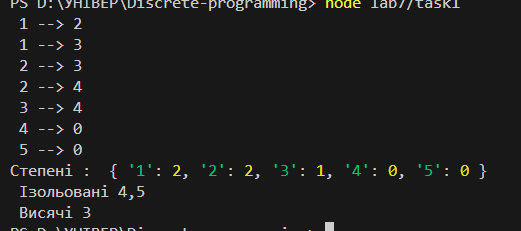 PS D:\УНІВЕР\Discrete-programming> node lab7/task1
1 --> 2
1 --> 3
2 --> 3
2 --> 4
3 --> 4
4 --> 0
5 --> 0
Степені :  { '1': 2, '2': 2, '3': 1, '4': 0, '5': 0 }
Ізольовані 4,5
Висячі 3
PS D:\УНІВЕР\Discrete-programming>